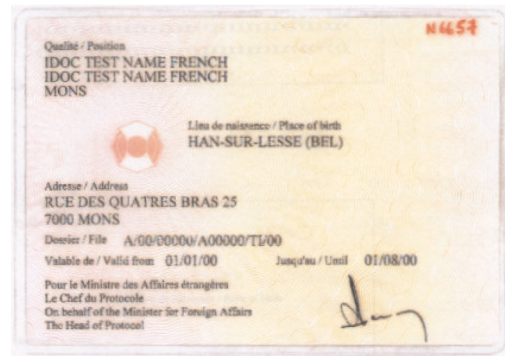 N4457
Qualité / Position
IDOC TEST NAME FRENCH
IDOC TEST NAME FRENCH
MONS
Lieu de naissance / Place of birth
HAN-SUR-LESSE (BEL)
Adresse / Address
RUE DES QUATRES BRAS 25
7000 MONS
Dossier / File A/00/00000/A00000/TI/00
Valable de / Valid from 01/01/00 Jusqu'au / Until 01/08/00
Pour le Ministre des Affaires étrangères
Le Chef du Protocole
On behalf of the Minister for Foreign Affairs
The Head of Protocol